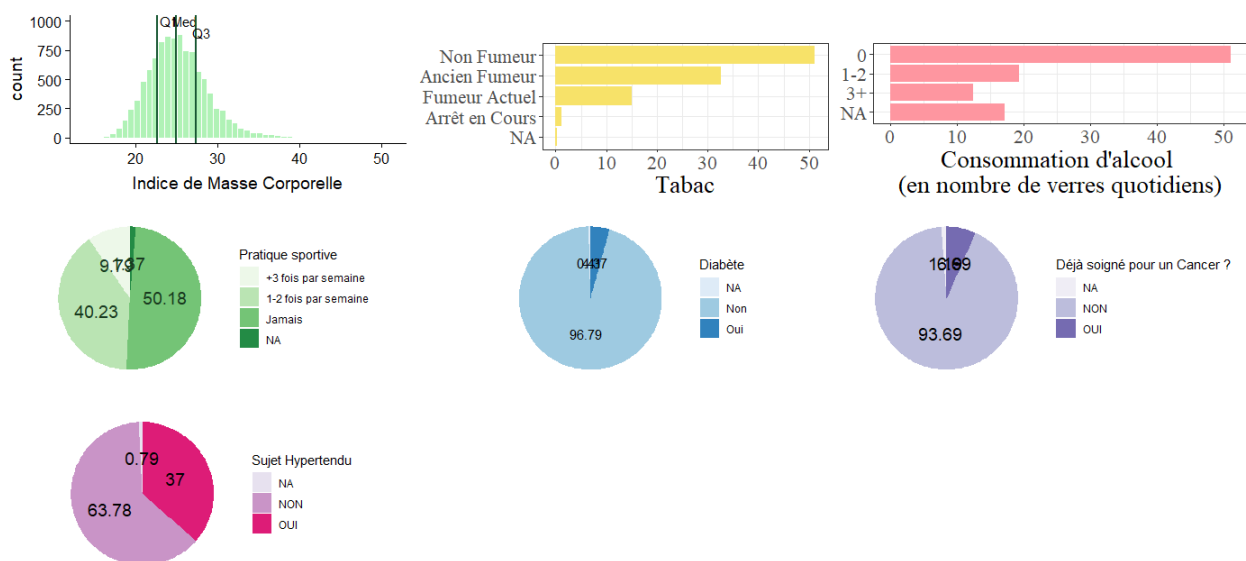 1000
750
500
250
0
count
Q1
Med
Q3
20
30
40
50
Indice de Masse Corporelle
Non Fumeur
Ancien Fumeur
Fumeur Actuel
Arrêt en Cours
NA
0
10
20
30
40
50
Tabac
0
1-2
3+
NA
0
10
20
30
40
50
Consommation d'alcool
(en nombre de verres quotidiens)
9.79
50.18
40.23
Pratique sportive
+3 fois par semaine
1-2 fois par semaine
Jamais
NA
96.79
Diabète
NA
Non
Oui
93.69
Déjà soigné pour un Cancer ?
NA
NON
OUI
0.79
37
63.78
Sujet Hypertendu
NA
NON
OUI